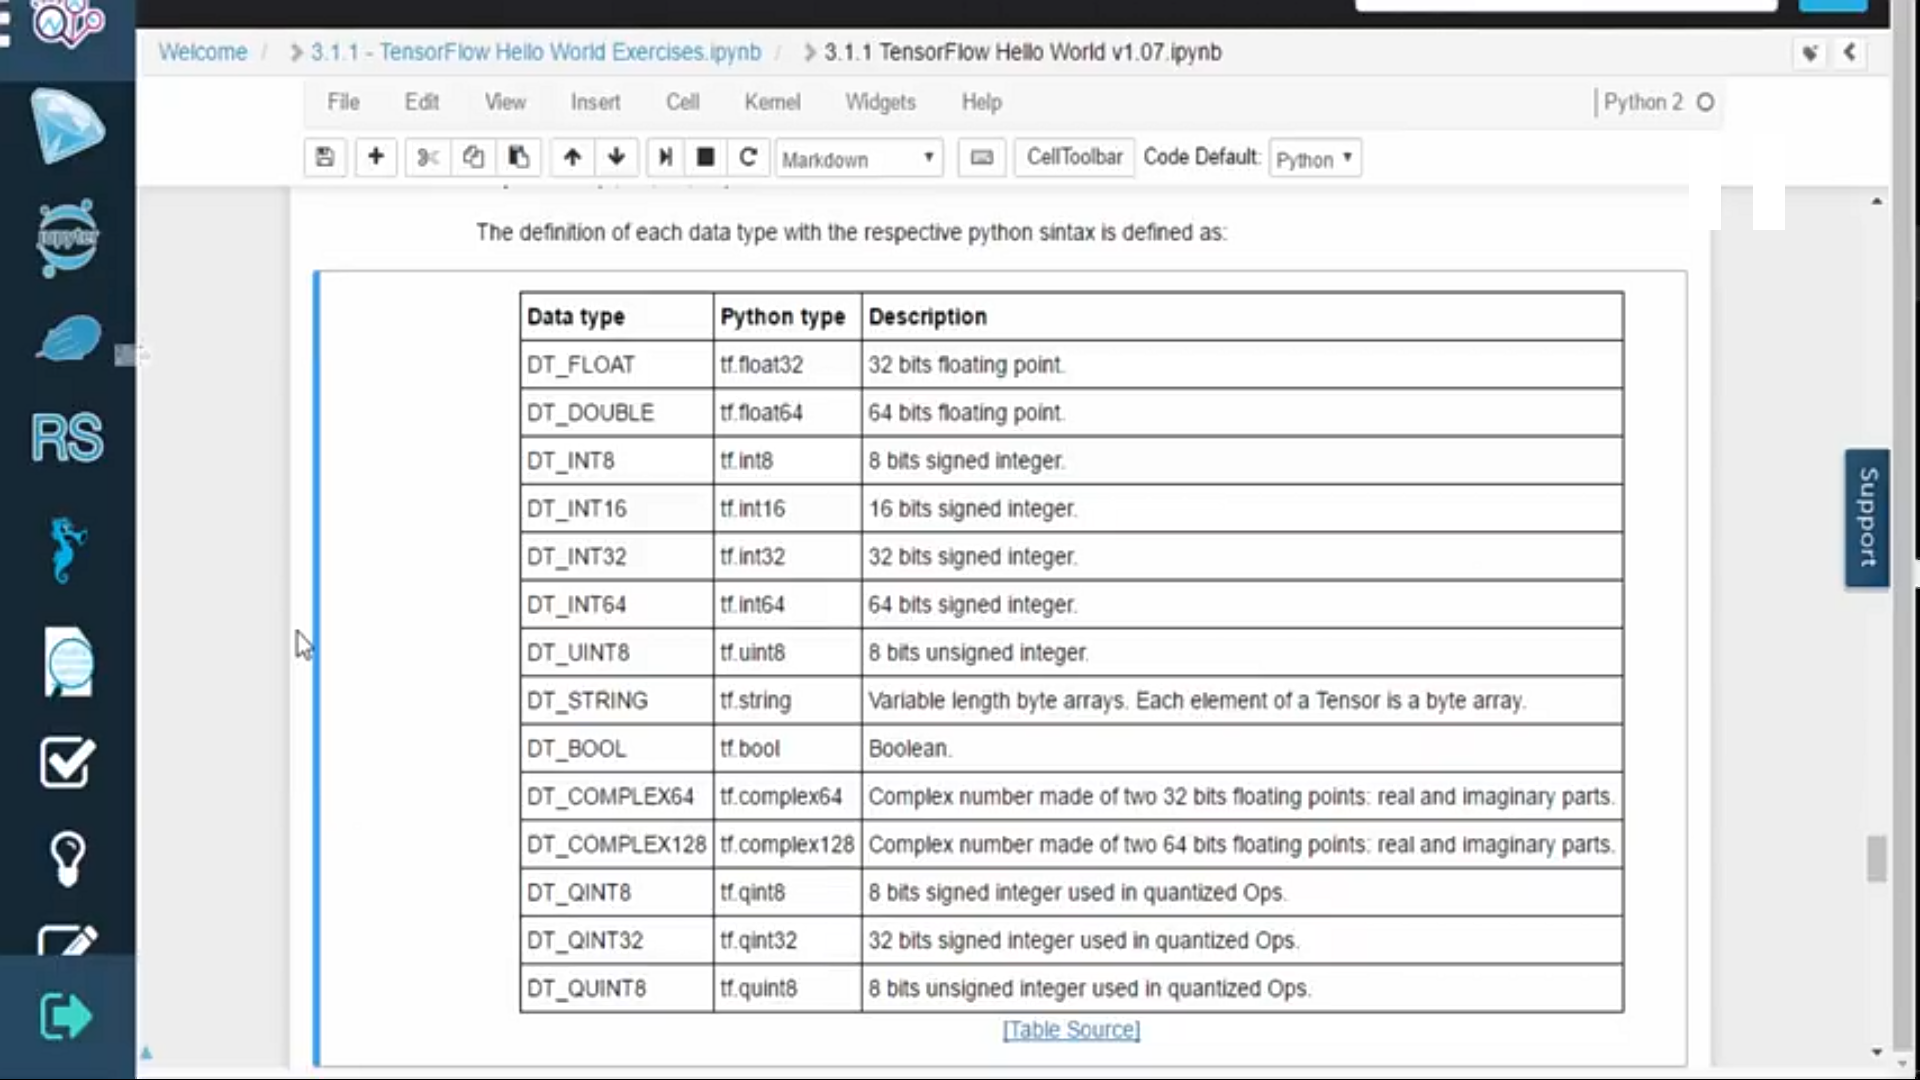 Welcome / > 3.1.1 - TensorFlow Hello World Exercises.ipynb / > 3.1.1 TensorFlow Hello World v1.07.ipynb
File Edit View Insert Cell Kernel Widgets Help | Python 2
Markdown CellToolbar Code Default: Python
jupyter
RS
Support
The definition of each data type with the respective python sintax is defined as:
Data type Python type Description
DT_FLOAT tf.float32 32 bits floating point.
DT_DOUBLE tf.float64 64 bits floating point.
DT_INT8 tf.int8 8 bits signed integer.
DT_INT16 tf.int16 16 bits signed integer.
DT_INT32 tf.int32 32 bits signed integer.
DT_INT64 tf.int64 64 bits signed integer.
DT_UINT8 tf.uint8 8 bits unsigned integer.
DT_STRING tf.string Variable length byte arrays. Each element of a Tensor is a byte array.
DT_BOOL tf.bool Boolean.
DT_COMPLEX64 tf.complex64 Complex number made of two 32 bits floating points: real and imaginary parts.
DT_COMPLEX128 tf.complex128 Complex number made of two 64 bits floating points: real and imaginary parts.
DT_QINT8 tf.qint8 8 bits signed integer used in quantized Ops.
DT_QINT32 tf.qint32 32 bits signed integer used in quantized Ops.
DT_QUINT8 tf.quint8 8 bits unsigned integer used in quantized Ops.
[Table Source]